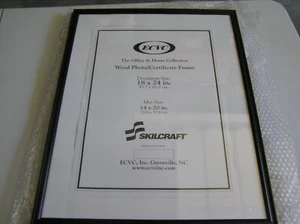 ECVC
The Office & Home Collection
Wood Photo/Certificate Frame
Document Size:
18 x 24 in.
Mat Size:
14 x 20 in.
SKILCRAFT
ECVC, Inc. Greenville, NC